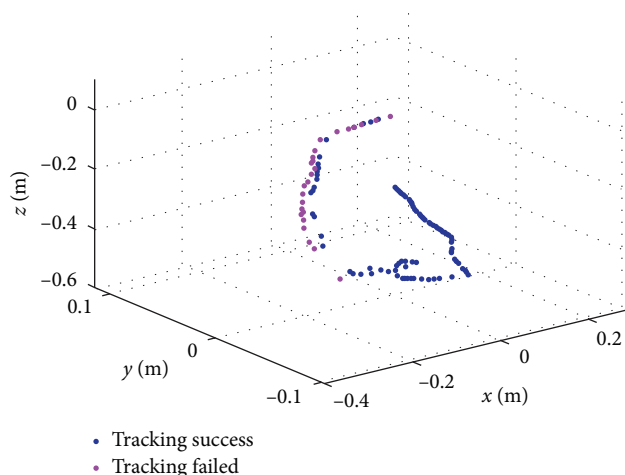 0
−0.2
−0.4
−0.6
z (m)
0.1
0
−0.1
y (m)
−0.4
−0.2
0
0.2
x (m)
Tracking success
Tracking failed